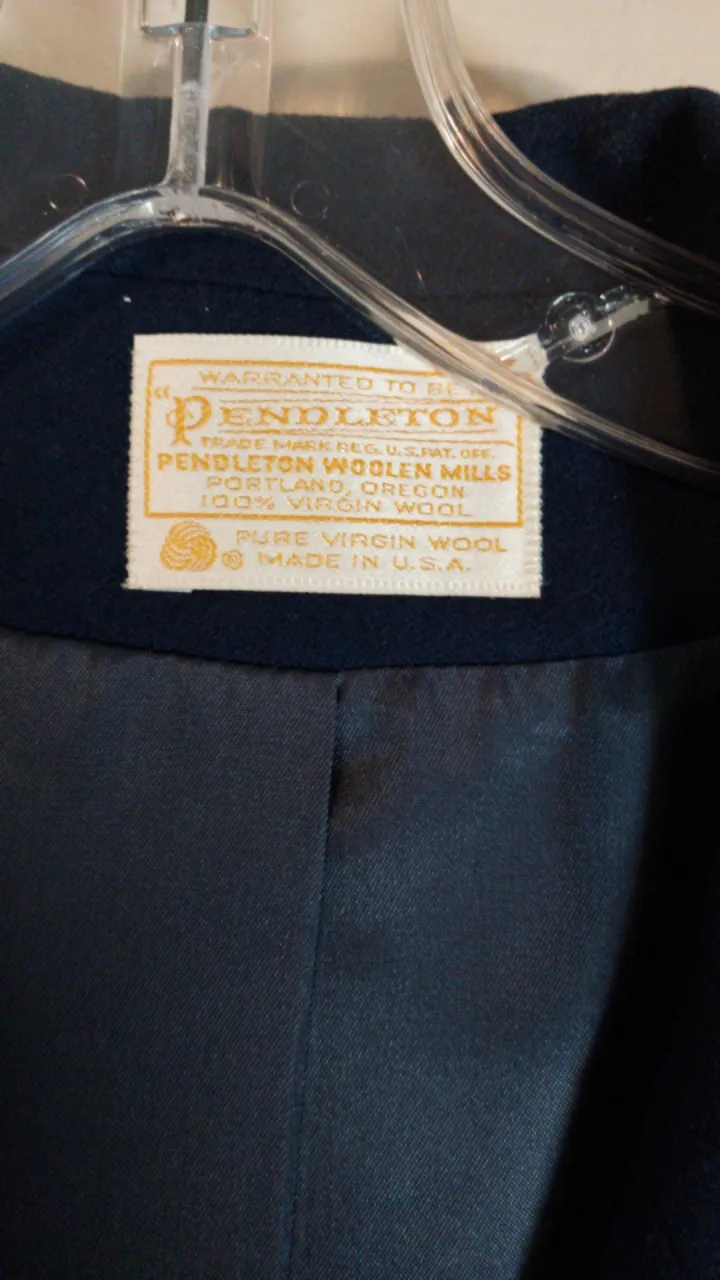 WARRANTED TO BE A
"PENDLETON
TRADE MARK REG. U.S. PAT. OFF.
PENDLETON WOOLEN MILLS
PORTLAND, OREGON
100% VIRGIN WOOL
PURE VIRGIN WOOL
® MADE IN U.S.A.